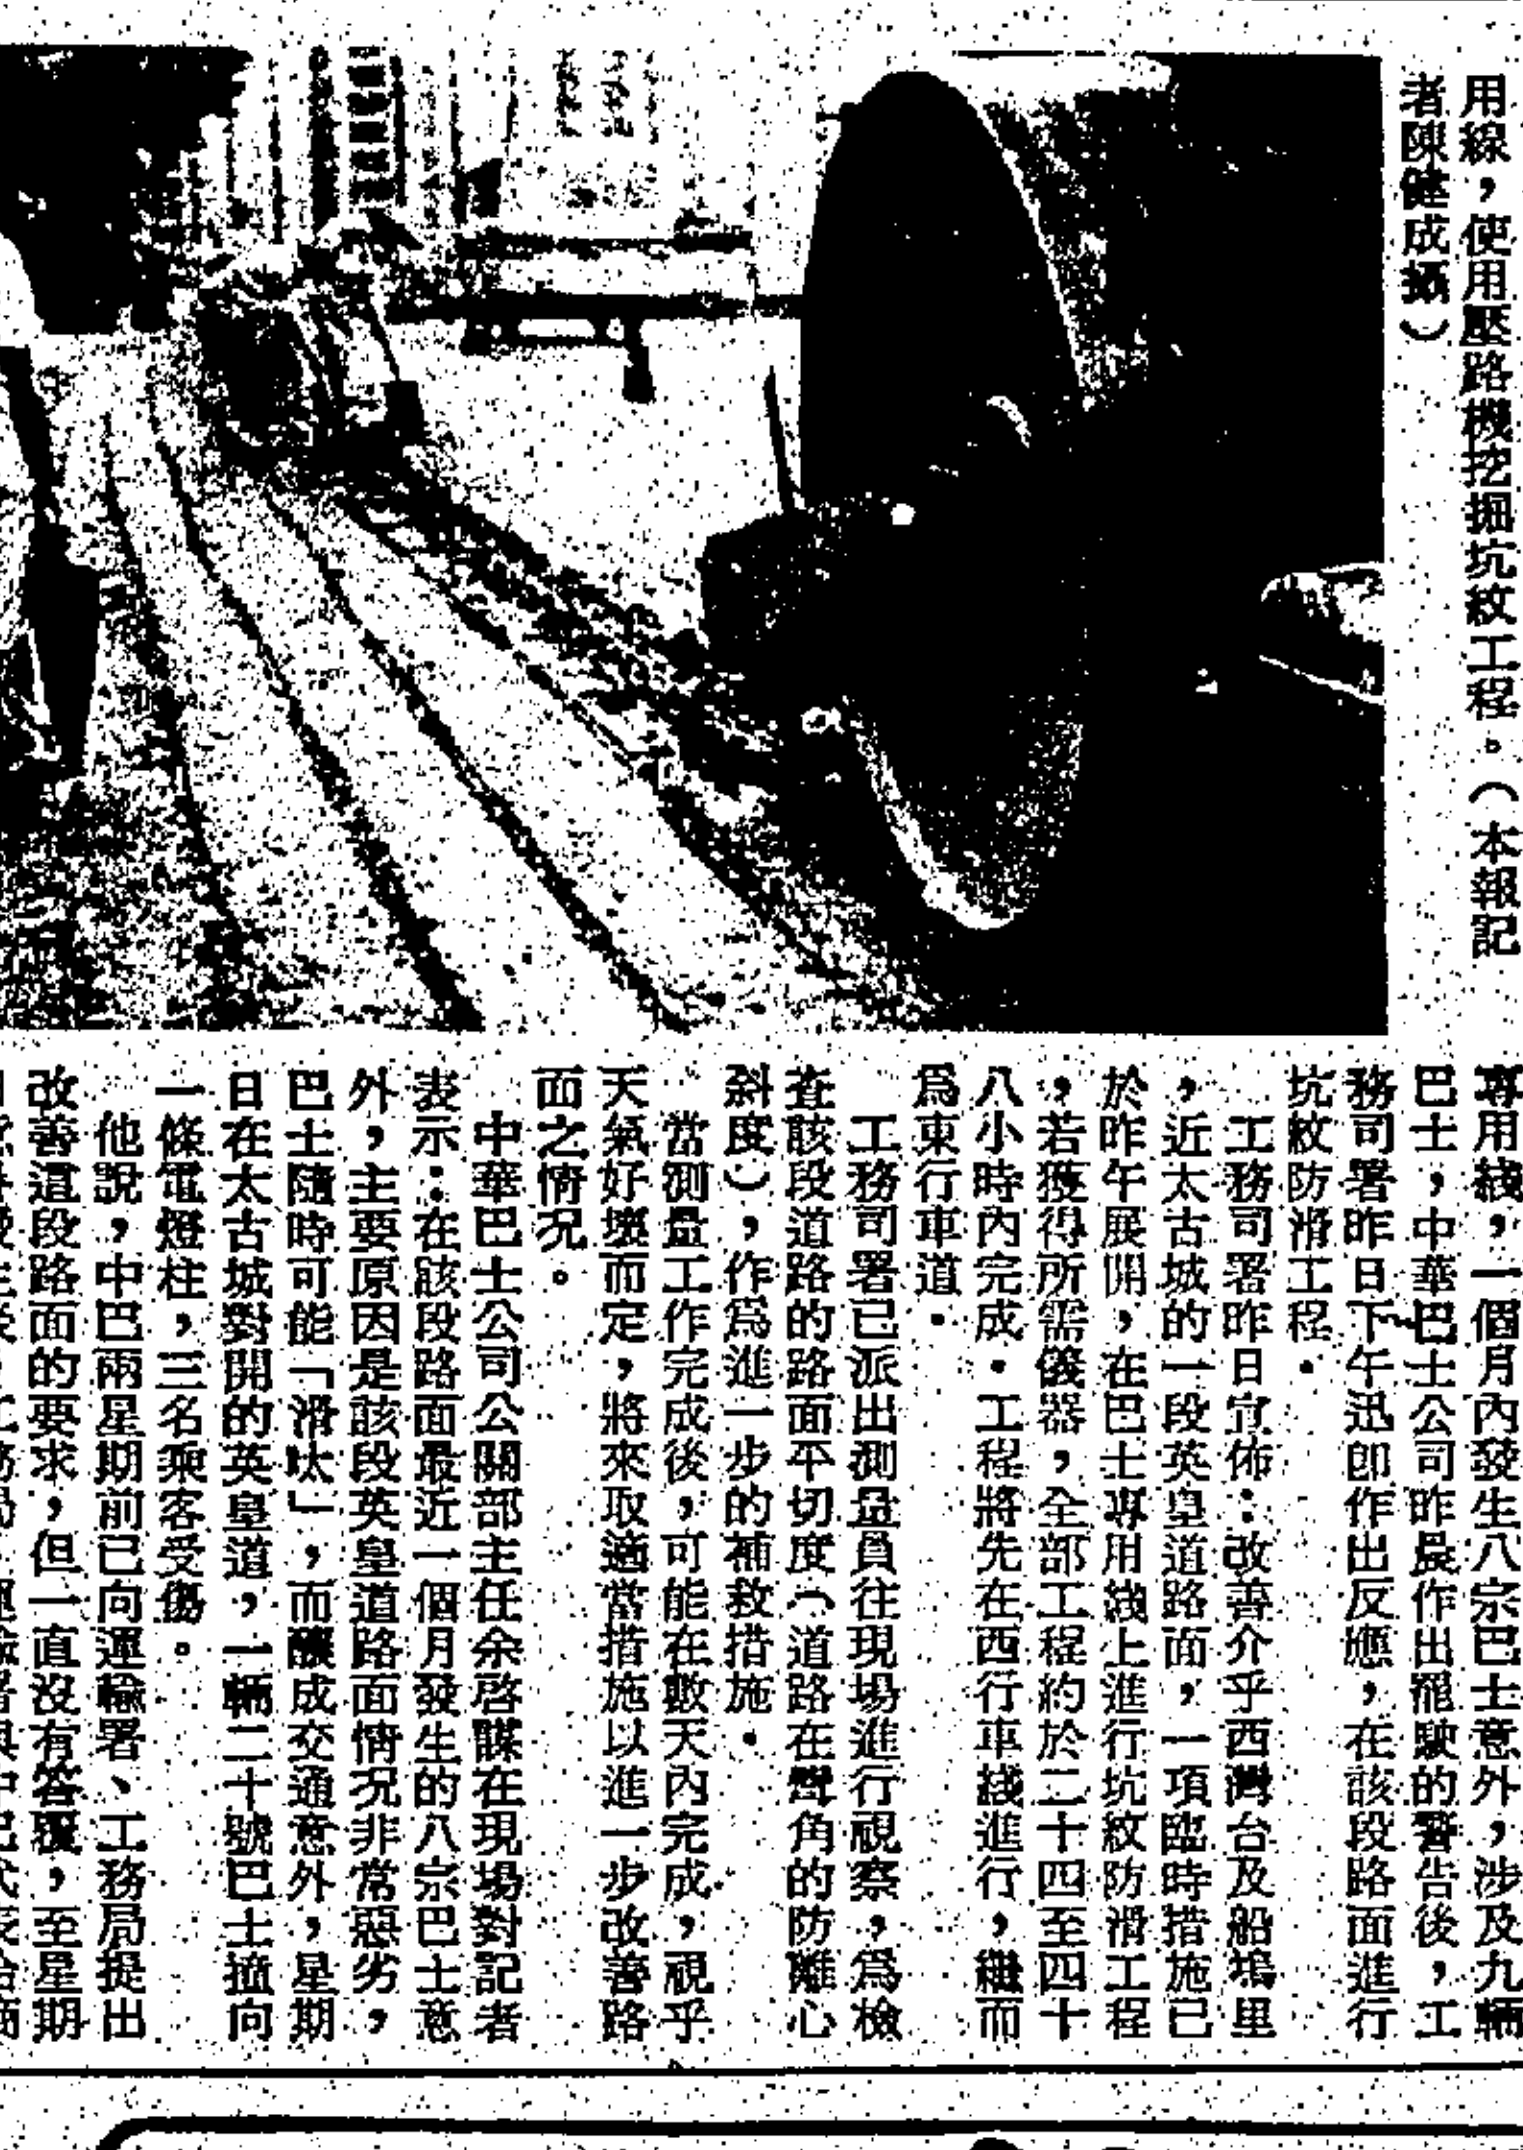 用線，使用壓路機挖掘坑紋工程。（本報記
者陳健成攝）
專用綫，一個月內發生八宗巴士意外，涉及九輛
巴士，中華巴士公司昨晨作出罷駛的警告後，工
務司署昨日下午迅即作出反應，在該段路面進行
坑紋防滑工程．
工務司署昨日宣佈：改善介乎西灣台及船塢里
，近太古城的一段英皇道路面，一項臨時措施已
於昨午展開，在巴士專用綫上進行坑紋防滑工程
，若獲得所需儀器，全部工程約於二十四至四十
八小時內完成．工程將先在西行車綫進行，繼而
爲東行車道．
工務司署已派出測量員往現場進行視察，爲檢
查該段道路的路面平切度（道路在彎角的防離心
斜度），作爲進一步的補救措施．
當測量工作完成後，可能在數天內完成，視乎
天氣好壞而定，將來取適當措施以進一步改善路
面之情况。
中華巴士公司公關部主任余啓謀在現場對記者
表示：在該段路面最近一個月發生的八宗巴士意
外，主要原因是該段英皇道路面情況非常惡劣，
巴士隨時可能「滑呔」，而釀成交通意外，星期
日在太古城對開的英皇道，一輛二十號巴士撞向
一條電燈柱，三名乘客受傷。
他說，中巴兩星期前已向運輸署、工務局提出
改善這段路面的要求，但一直沒有答覆，至星期